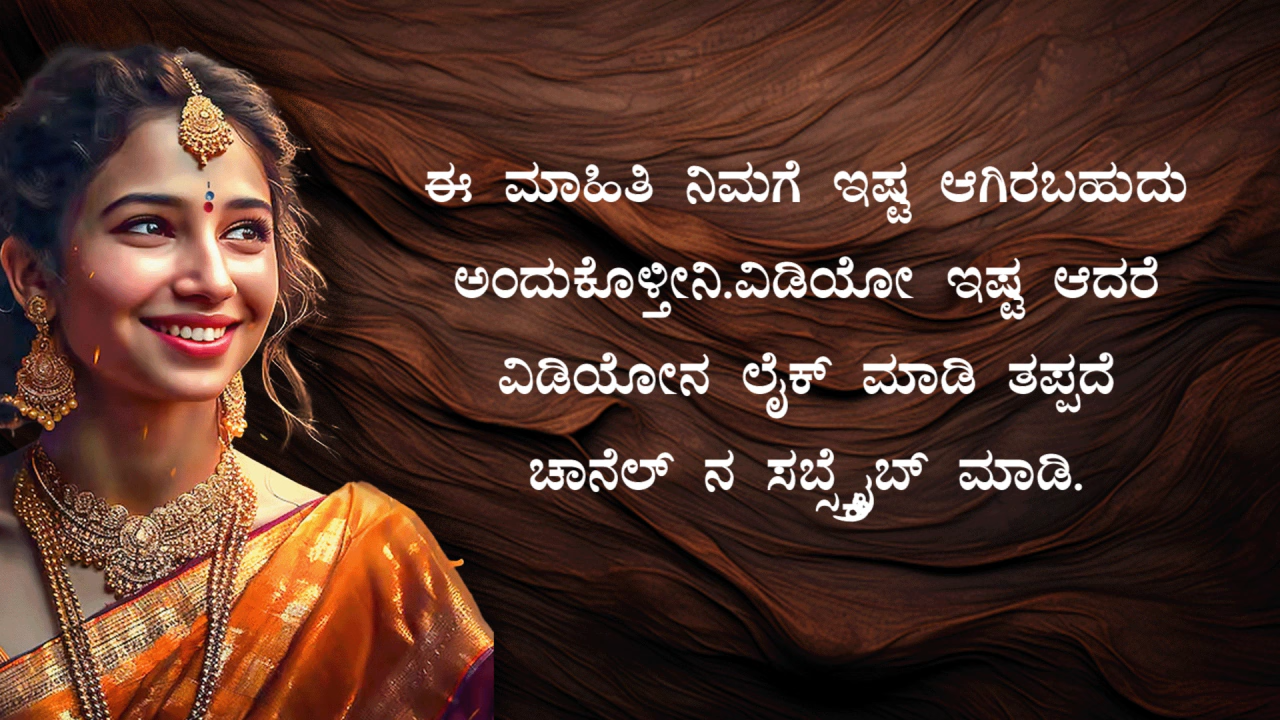 ಈ ಮಾಹಿತಿ ನಿಮಗೆ ಇಷ್ಟ ಆಗಿರಬಹುದು
ಅಂದುಕೊಳ್ತೀನಿ.ವಿಡಿಯೋ ಇಷ್ಟ ಆದರೆ
ವಿಡಿಯೋನ ಲೈಕ್ ಮಾಡಿ ತಪ್ಪದೆ
ಚಾನೆಲ್ ನ ಸಬ್ಸ್ಕ್ರೈಬ್ ಮಾಡಿ.